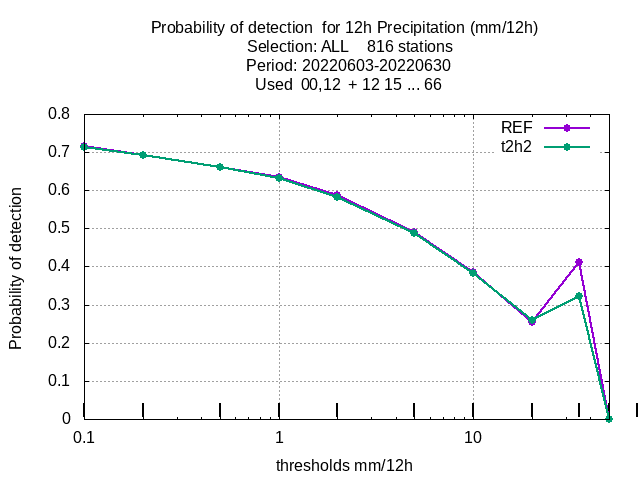 Probability of detection  for 12h Precipitation (mm/12h)
Selection: ALL    816 stations
Period: 20220603-20220630
Used  00,12  + 12 15 ... 66
REF
t2h2
Probability of detection
0.8
0.7
0.6
0.5
0.4
0.3
0.2
0.1
0
0.1 1 10
thresholds mm/12h